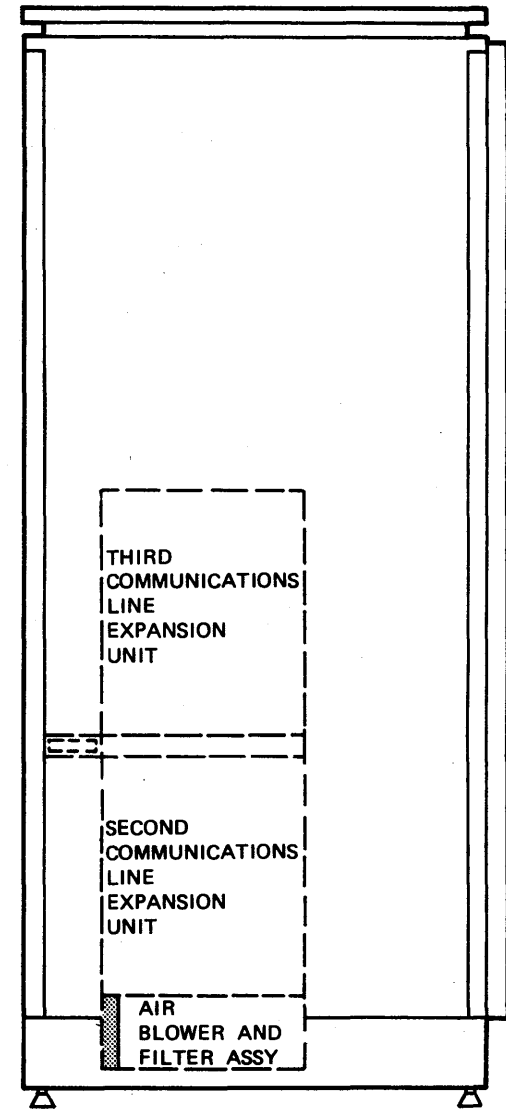 THIRD
COMMUNICATIONS
LINE
EXPANSION
UNIT
SECOND
COMMUNICATIONS
LINE
EXPANSION
UNIT
AIR
BLOWER AND
FILTER ASSY